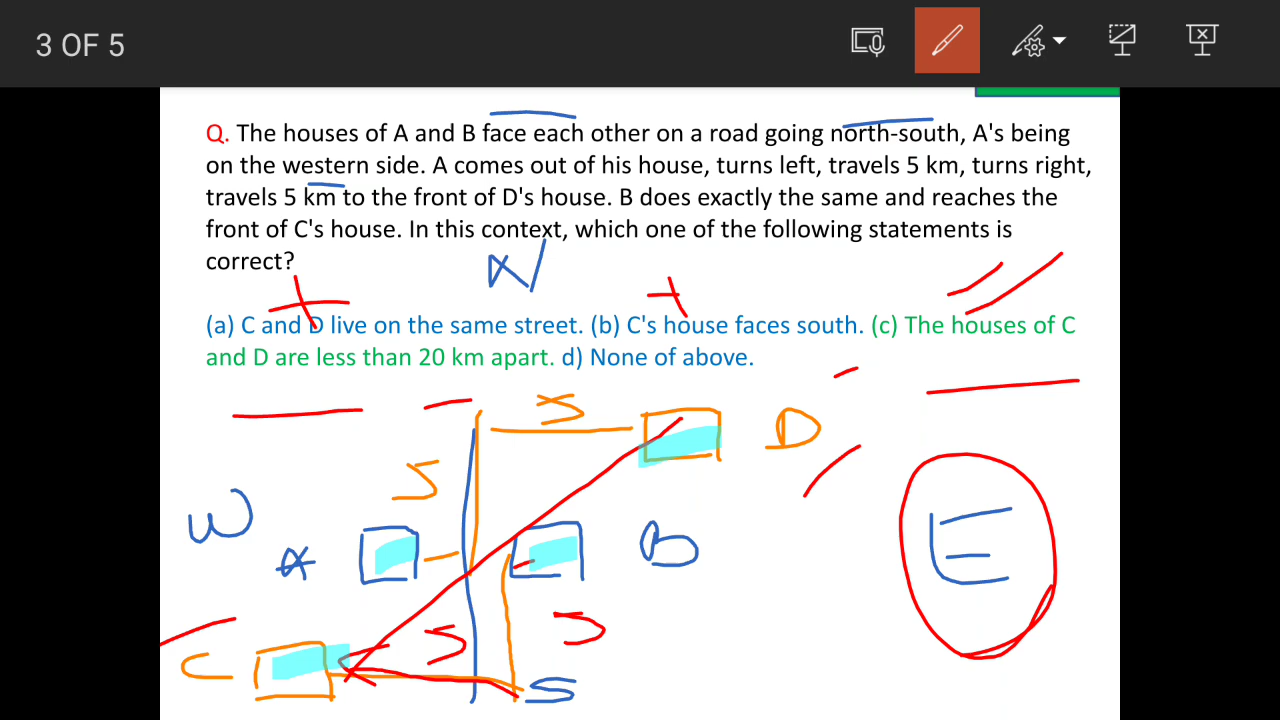 3 OF 5
Q. The houses of A and B face each other on a road going north-south, A's being
on the western side. A comes out of his house, turns left, travels 5 km, turns right,
travels 5 km to the front of D's house. B does exactly the same and reaches the
front of C's house. In this context, which one of the following statements is
correct?
N
(a) C and D live on the same street. (b) C's house faces south. (c) The houses of C
and D are less than 20 km apart. d) None of above.
5
D
5
W
E
A
B
5
5
C
S